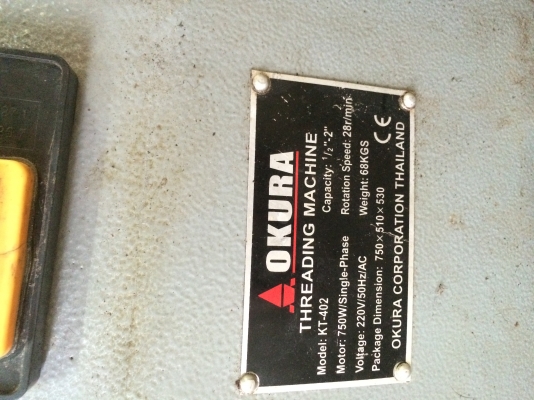 OKURA
THREADING MACHINE
Model: KT-402 Capacity: 1/2"-2"
Motor: 750W/Single-Phase Rotation Speed: 28r/min
Voltage: 220V/50Hz/AC Weight: 68KGS
Package Dimension: 750×510×530 CE
OKURA CORPORATION THAILAND